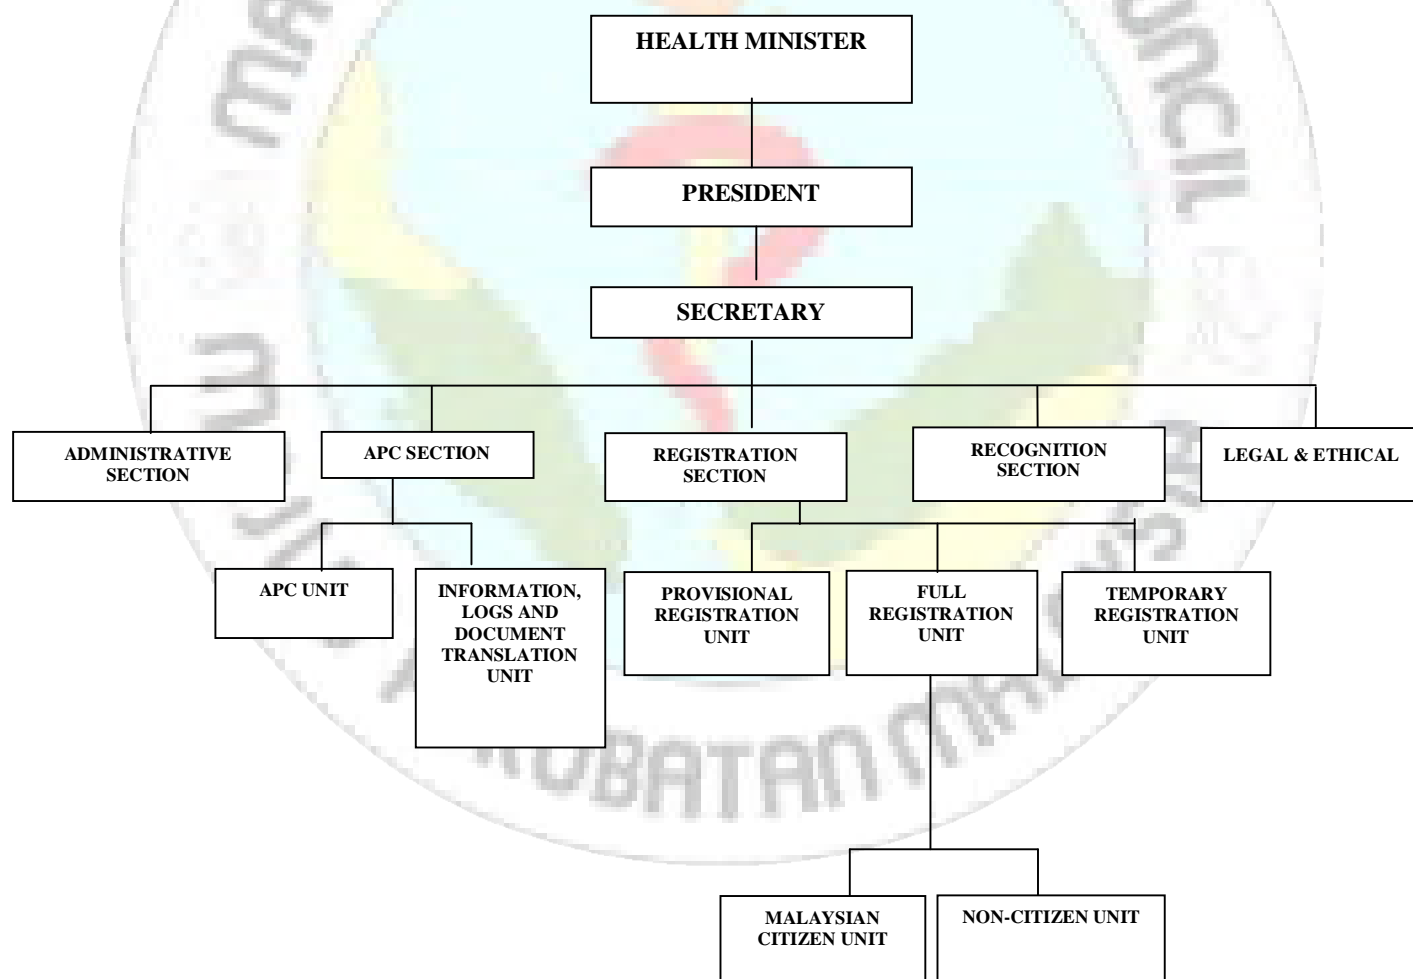 HEALTH MINISTER
PRESIDENT
SECRETARY
ADMINISTRATIVE
SECTION
APC SECTION
REGISTRATION
SECTION
RECOGNITION
SECTION
LEGAL & ETHICAL
APC UNIT
INFORMATION,
LOGS AND
DOCUMENT
TRANSLATION
UNIT
PROVISIONAL
REGISTRATION
UNIT
FULL
REGISTRATION
UNIT
TEMPORARY
REGISTRATION
UNIT
MALAYSIAN
CITIZEN UNIT
NON-CITIZEN UNIT